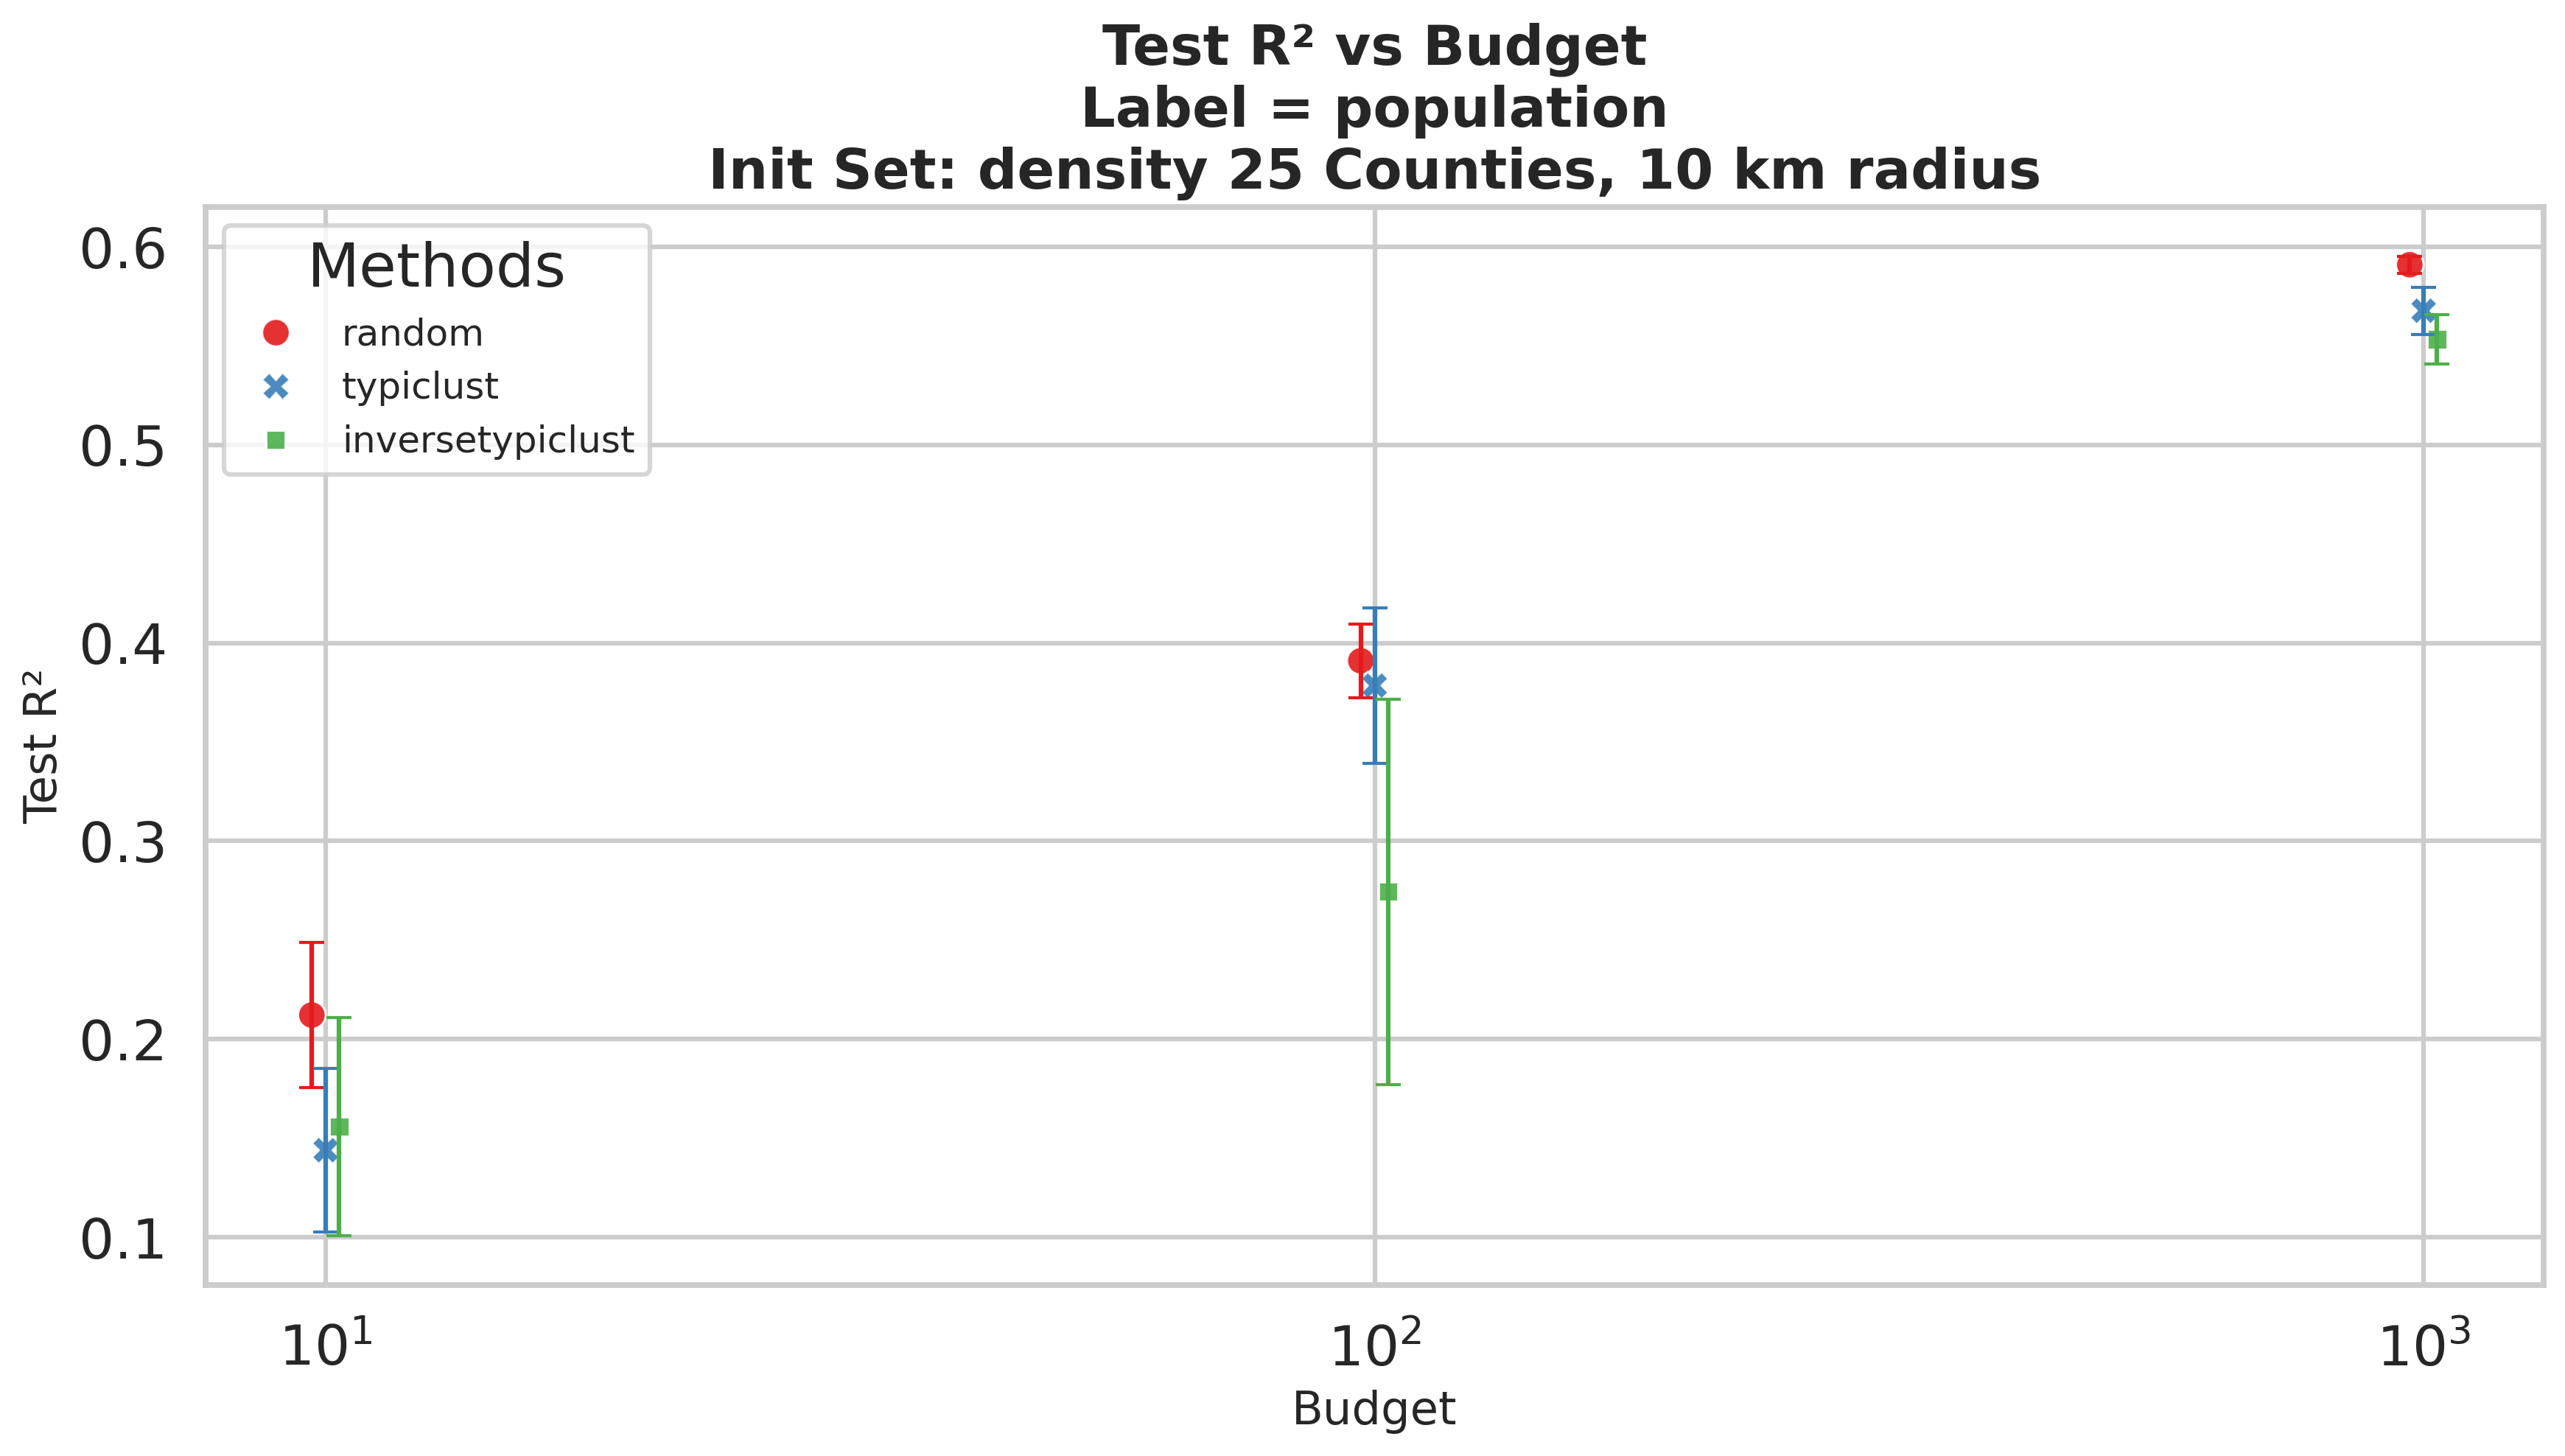 Test R² vs Budget
Label = population
Init Set: density 25 Counties, 10 km radius
Methods
random
typiclust
inversetypiclust
Test R²
0.6
0.5
0.4
0.3
0.2
0.1
10¹
10²
10³
Budget